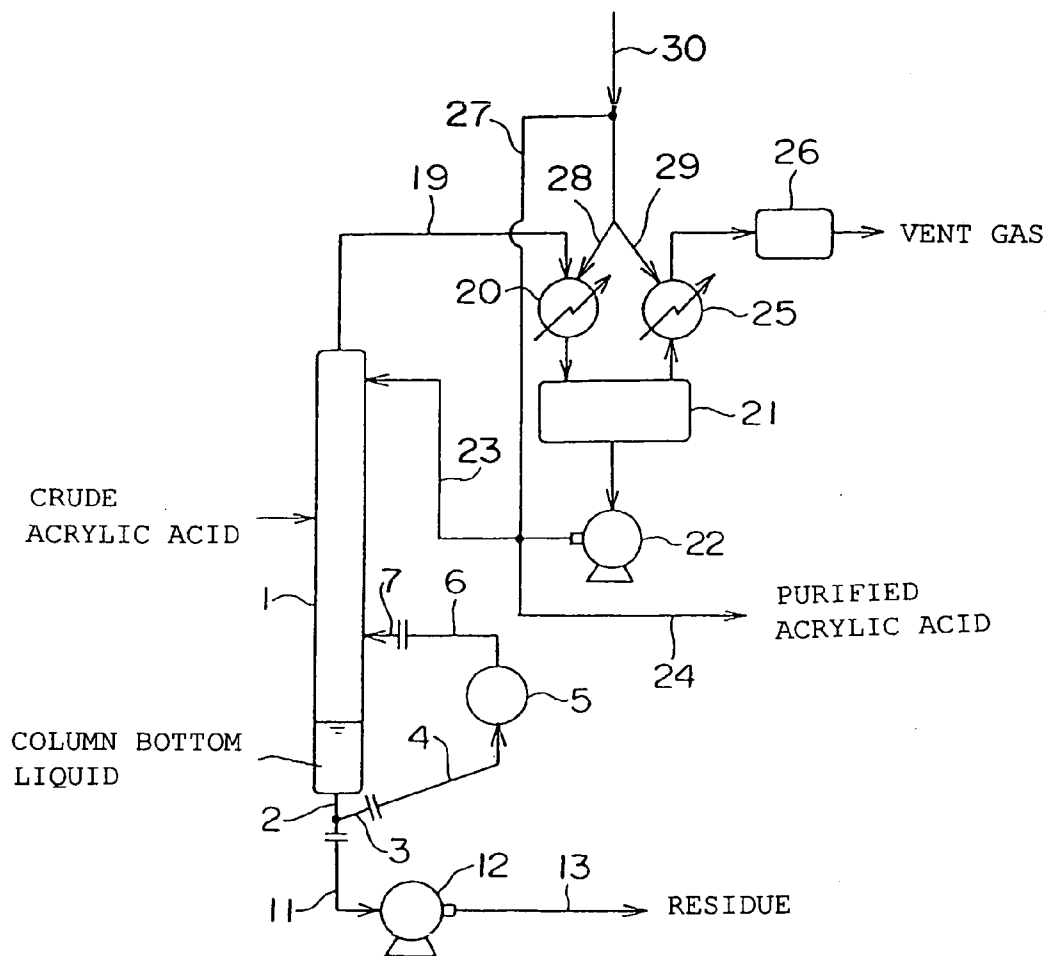 30
27
19
28
29
26
VENT GAS
20
25
21
23
CRUDE
ACRYLIC ACID
22
1
7
6
PURIFIED
ACRYLIC ACID
24
5
4
COLUMN BOTTOM
LIQUID
2
3
12
13
11
RESIDUE